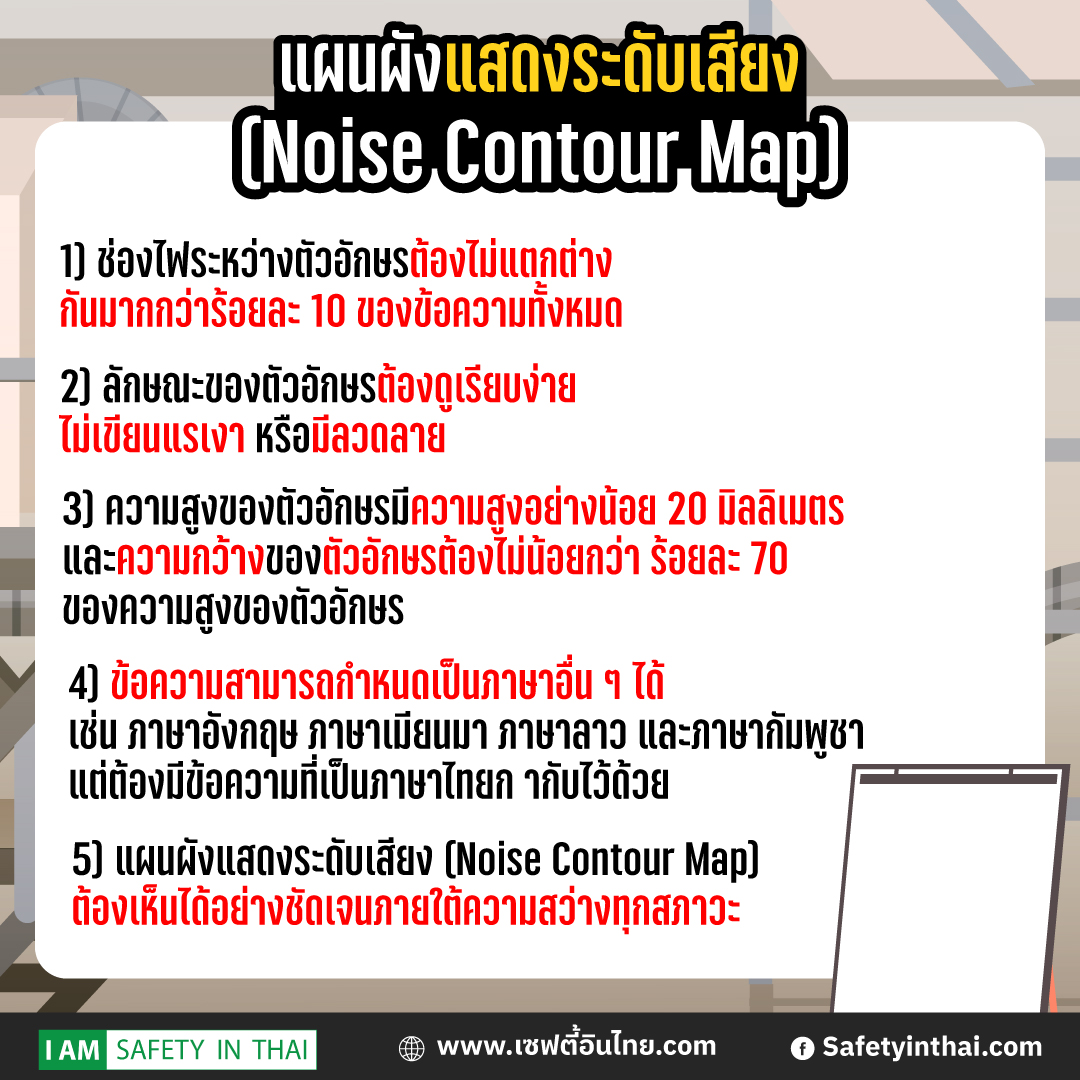 แผนผังแสดงระดับเสียง
(Noise Contour Map)
1) ช่องไฟระหว่างตัวอักษรต้องไม่แตกต่าง
กันมากกว่าร้อยละ 10 ของข้อความทั้งหมด
2) ลักษณะของตัวอักษรต้องดูเรียบง่าย
ไม่เขียนแรเงา หรือมีลวดลาย
3) ความสูงของตัวอักษรมีความสูงอย่างน้อย 20 มิลลิเมตร
และความกว้างของตัวอักษรต้องไม่น้อยกว่า ร้อยละ 70
ของความสูงของตัวอักษร
4) ข้อความสามารถกำหนดเป็นภาษาอื่น ๆ ได้
เช่น ภาษาอังกฤษ ภาษาเมียนมา ภาษาลาว และภาษากัมพูชา
แต่ต้องมีข้อความที่เป็นภาษาไทยก ากับไว้ด้วย
5) แผนผังแสดงระดับเสียง (Noise Contour Map)
ต้องเห็นได้อย่างชัดเจนภายใต้ความสว่างทุกสภาวะ
I AM SAFETY IN THAI
www.เซฟตี้อินไทย.com
Safetyinthai.com